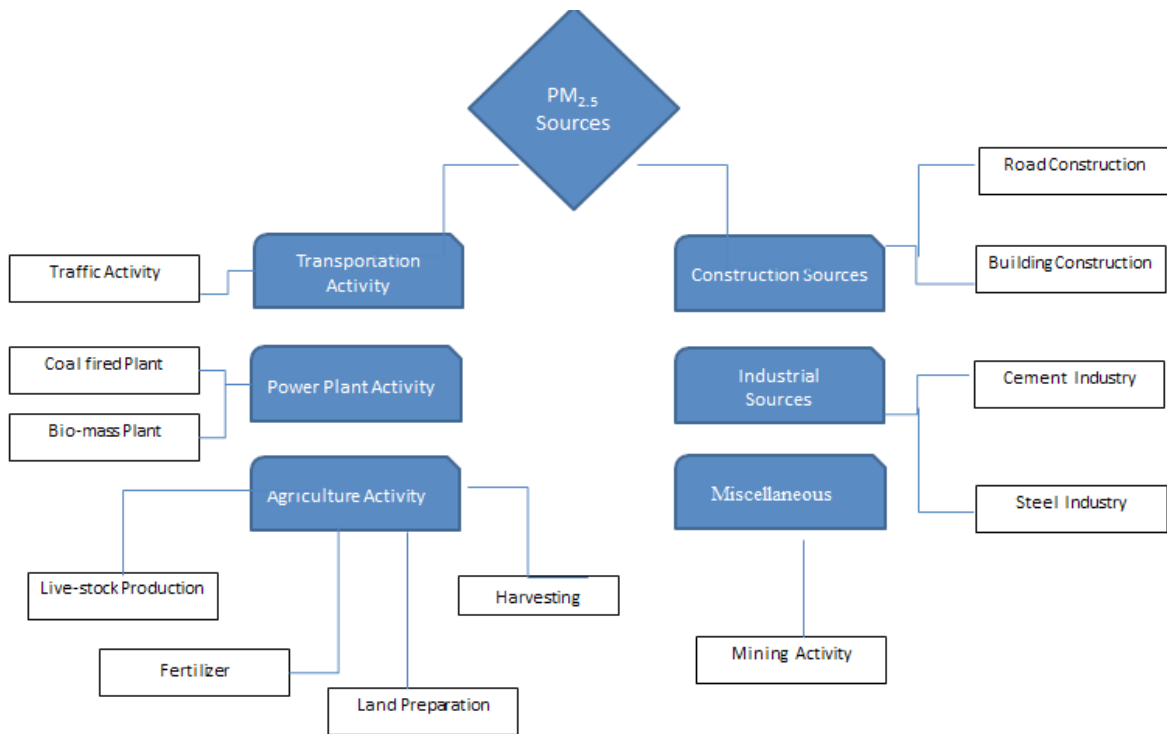 PM2.5
Sources
Road Construction
Traffic Activity
Transportation
Activity
Construction Sources
Building Construction
Coal fired Plant
Bio-mass Plant
Power Plant Activity
Industrial
Sources
Cement Industry
Agriculture Activity
Miscellaneous
Steel Industry
Live-stock Production
Harvesting
Fertilizer
Land Preparation
Mining Activity